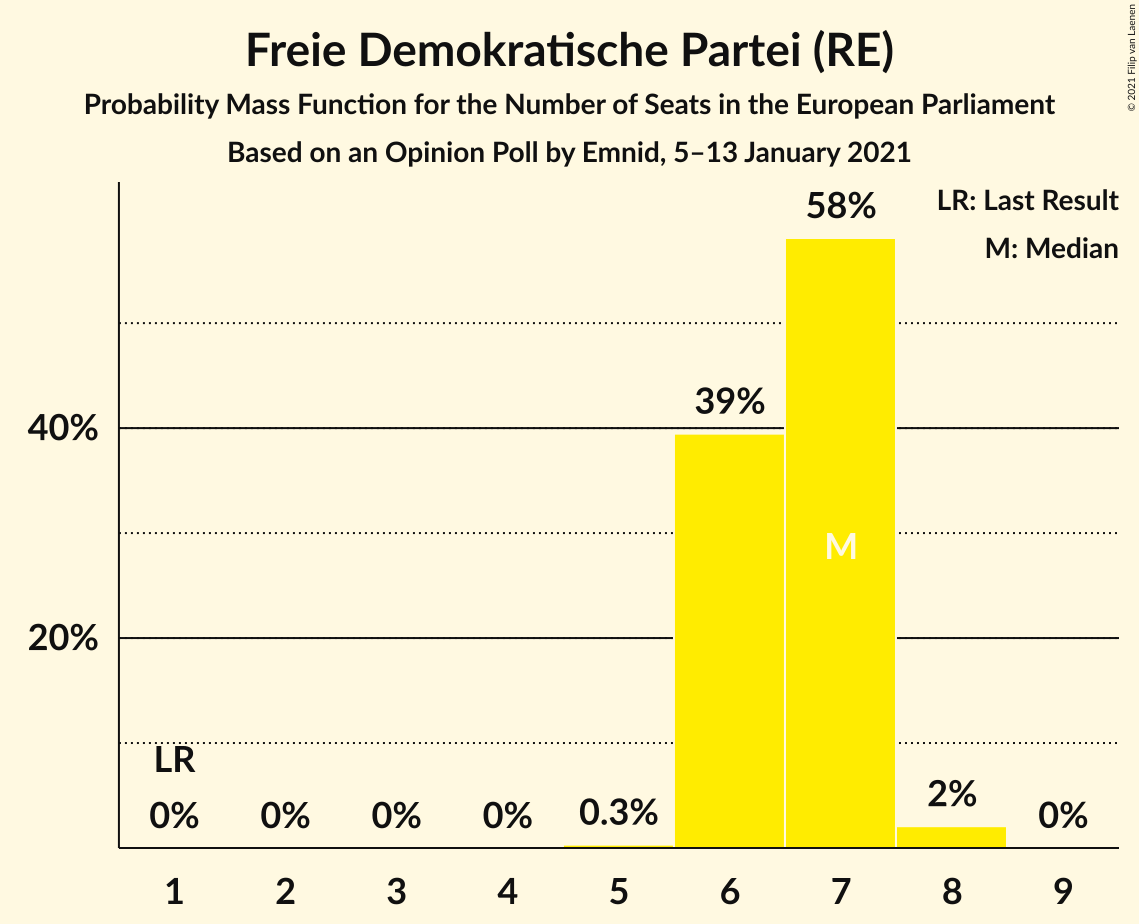 Freie Demokratische Partei (RE)
Probability Mass Function for the Number of Seats in the European Parliament
Based on an Opinion Poll by Emnid, 5–13 January 2021
© 2021 Filip van Laenen
LR: Last Result
M: Median
58%
39%
40%
M
20%
LR
0%
0%
0%
0%
0.3%
2%
0%
1
2
3
4
5
6
7
8
9